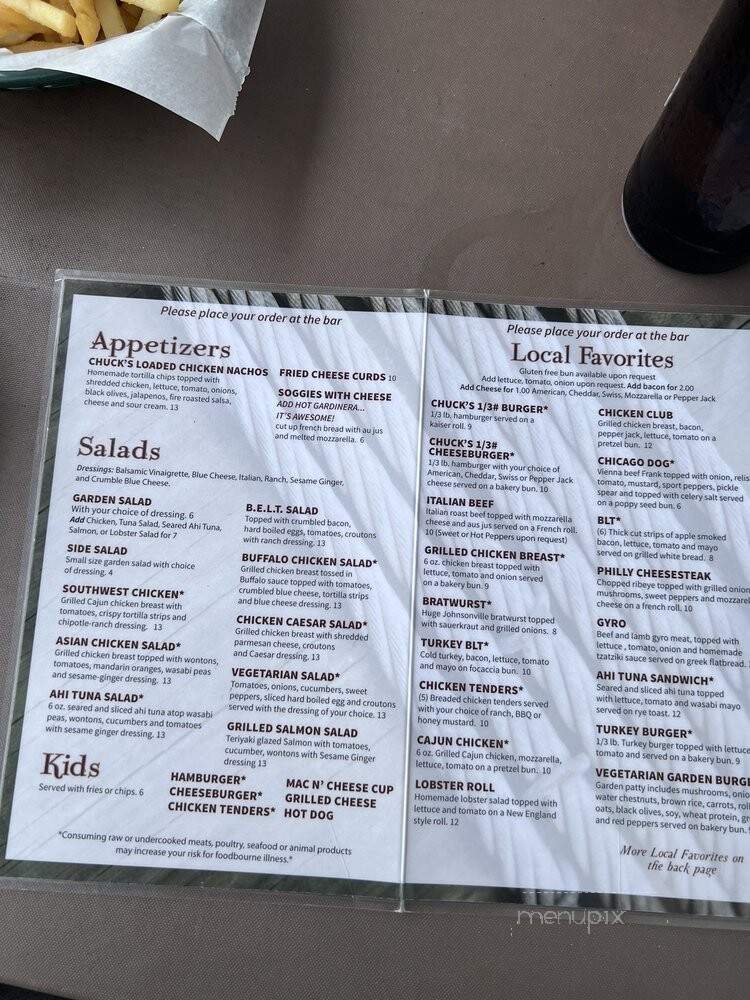 Please place your order at the bar
Appetizers
CHUCK'S LOADED CHICKEN NACHOS
Homemade tortilla chips topped with
shredded chicken, lettuce, tomato, onions,
black olives, jalapenos, fire roasted salsa,
cheese and sour cream. 13
FRIED CHEESE CURDS 10
SOGGIES WITH CHEESE
ADD HOT GARDINERA...
IT'S AWESOME!
cut up french bread with au jus
and melted mozzarella. 6
Salads
Dressings: Balsamic Vinaigrette, Blue Cheese, Italian, Ranch, Sesame Ginger,
and Crumble Blue Cheese.
GARDEN SALAD
With your choice of dressing. 6
Add Chicken, Tuna Salad, Seared Ahi Tuna,
Salmon, or Lobster Salad for 7
SIDE SALAD
Small size garden salad with choice
of dressing. 4
SOUTHWEST CHICKEN*
Grilled Cajun chicken breast with
tomatoes, crispy tortilla strips and
chipotle-ranch dressing. 13
ASIAN CHICKEN SALAD*
Grilled chicken breast topped with wontons,
tomatoes, mandarin oranges, wasabi peas
and sesame-ginger dressing. 13
AHI TUNA SALAD*
6 oz. seared and sliced ahi tuna atop wasabi
peas, wontons, cucumbers and tomatoes
with sesame ginger dressing. 13
B.E.L.T. SALAD
Topped with crumbled bacon,
hard boiled eggs, tomatoes, croutons
with ranch dressing. 13
BUFFALO CHICKEN SALAD*
Grilled chicken breast tossed in
Buffalo sauce topped with tomatoes,
crumbled blue cheese, tortilla strips
and blue cheese dressing. 13
CHICKEN CAESAR SALAD*
Grilled chicken breast with shredded
parmesan cheese, croutons
and Caesar dressing. 13
VEGETARIAN SALAD*
Tomatoes, onions, cucumbers, sweet
peppers, sliced hard boiled egg and croutons
served with the dressing of your choice. 13
GRILLED SALMON SALAD
Teriyaki glazed Salmon with tomatoes,
cucumber, wontons with Sesame Ginger
dressing 13
Kids
Served with fries or chips. 6
HAMBURGER*
CHEESEBURGER*
CHICKEN TENDERS*
MAC N' CHEESE CUP
GRILLED CHEESE
HOT DOG
*Consuming raw or undercooked meats, poultry, seafood or animal products
may increase your risk for foodbourne illness.*
Please place your order at the bar
Local Favorites
Gluten free bun available upon request
Add lettuce, tomato, onion upon request. Add bacon for 2.00
Add Cheese for 1.00 American, Cheddar, Swiss, Mozzarella or Pepper Jack
CHUCK'S 1/3# BURGER*
1/3 lb. hamburger served on a
kaiser roll. 9
CHUCK'S 1/3#
CHEESEBURGER*
1/3 lb. hamburger with your choice of
American, Cheddar, Swiss or Pepper Jack
cheese served on a bakery bun. 10
ITALIAN BEEF
Italian roast beef topped with mozzarella
cheese and aus jus served on a French roll.
10 (Sweet or Hot Peppers upon request)
GRILLED CHICKEN BREAST*
6 oz. chicken breast topped with
lettuce, tomato and onion served
on a bakery bun. 9
BRATWURST*
Huge Johnsonville bratwurst topped
with sauerkraut and grilled onions. 8
TURKEY BLT*
Cold turkey, bacon, lettuce, tomato
and mayo on focaccia bun. 10
CHICKEN TENDERS*
(5) Breaded chicken tenders served
with your choice of ranch, BBQ or
honey mustard. 10
CAJUN CHICKEN*
6 oz. Grilled Cajun chicken, mozzarella,
lettuce, tomato on a pretzel bun. 10
LOBSTER ROLL
Homemade lobster salad topped with
lettuce and tomato on a New England
style roll. 12
CHICKEN CLUB
Grilled chicken breast, bacon,
pepper jack, lettuce, tomato on a
pretzel bun. 12
CHICAGO DOG*
Vienna beef Frank topped with onion, relis
tomato, mustard, sport peppers, pickle
spear and topped with celery salt served
on a poppy seed bun. 6
BLT*
(6) Thick cut strips of apple smoked
bacon, lettuce, tomato and mayo
served on grilled white bread. 8
PHILLY CHEESESTEAK
Chopped ribeye topped with grilled onion
mushrooms, sweet peppers and mozzare
cheese on a french roll. 10
GYRO
Beef and lamb gyro meat, topped with
lettuce, tomato, onion and homemade
tzatziki sauce served on greek flatbread.
AHI TUNA SANDWICH*
Seared and sliced ahi tuna topped
with lettuce, tomato and wasabi mayo
served on rye toast. 12
TURKEY BURGER*
1/3 lb. Turkey burger topped with lettuce
tomato and served on a bakery bun. 9
VEGETARIAN GARDEN BURGE
Garden patty includes mushrooms, onio
water chestnuts, brown rice, carrots, roll
oats, black olives, soy, wheat protein, gr
and red peppers served on bakery bun.
More Local Favorites on
the back page
menupix